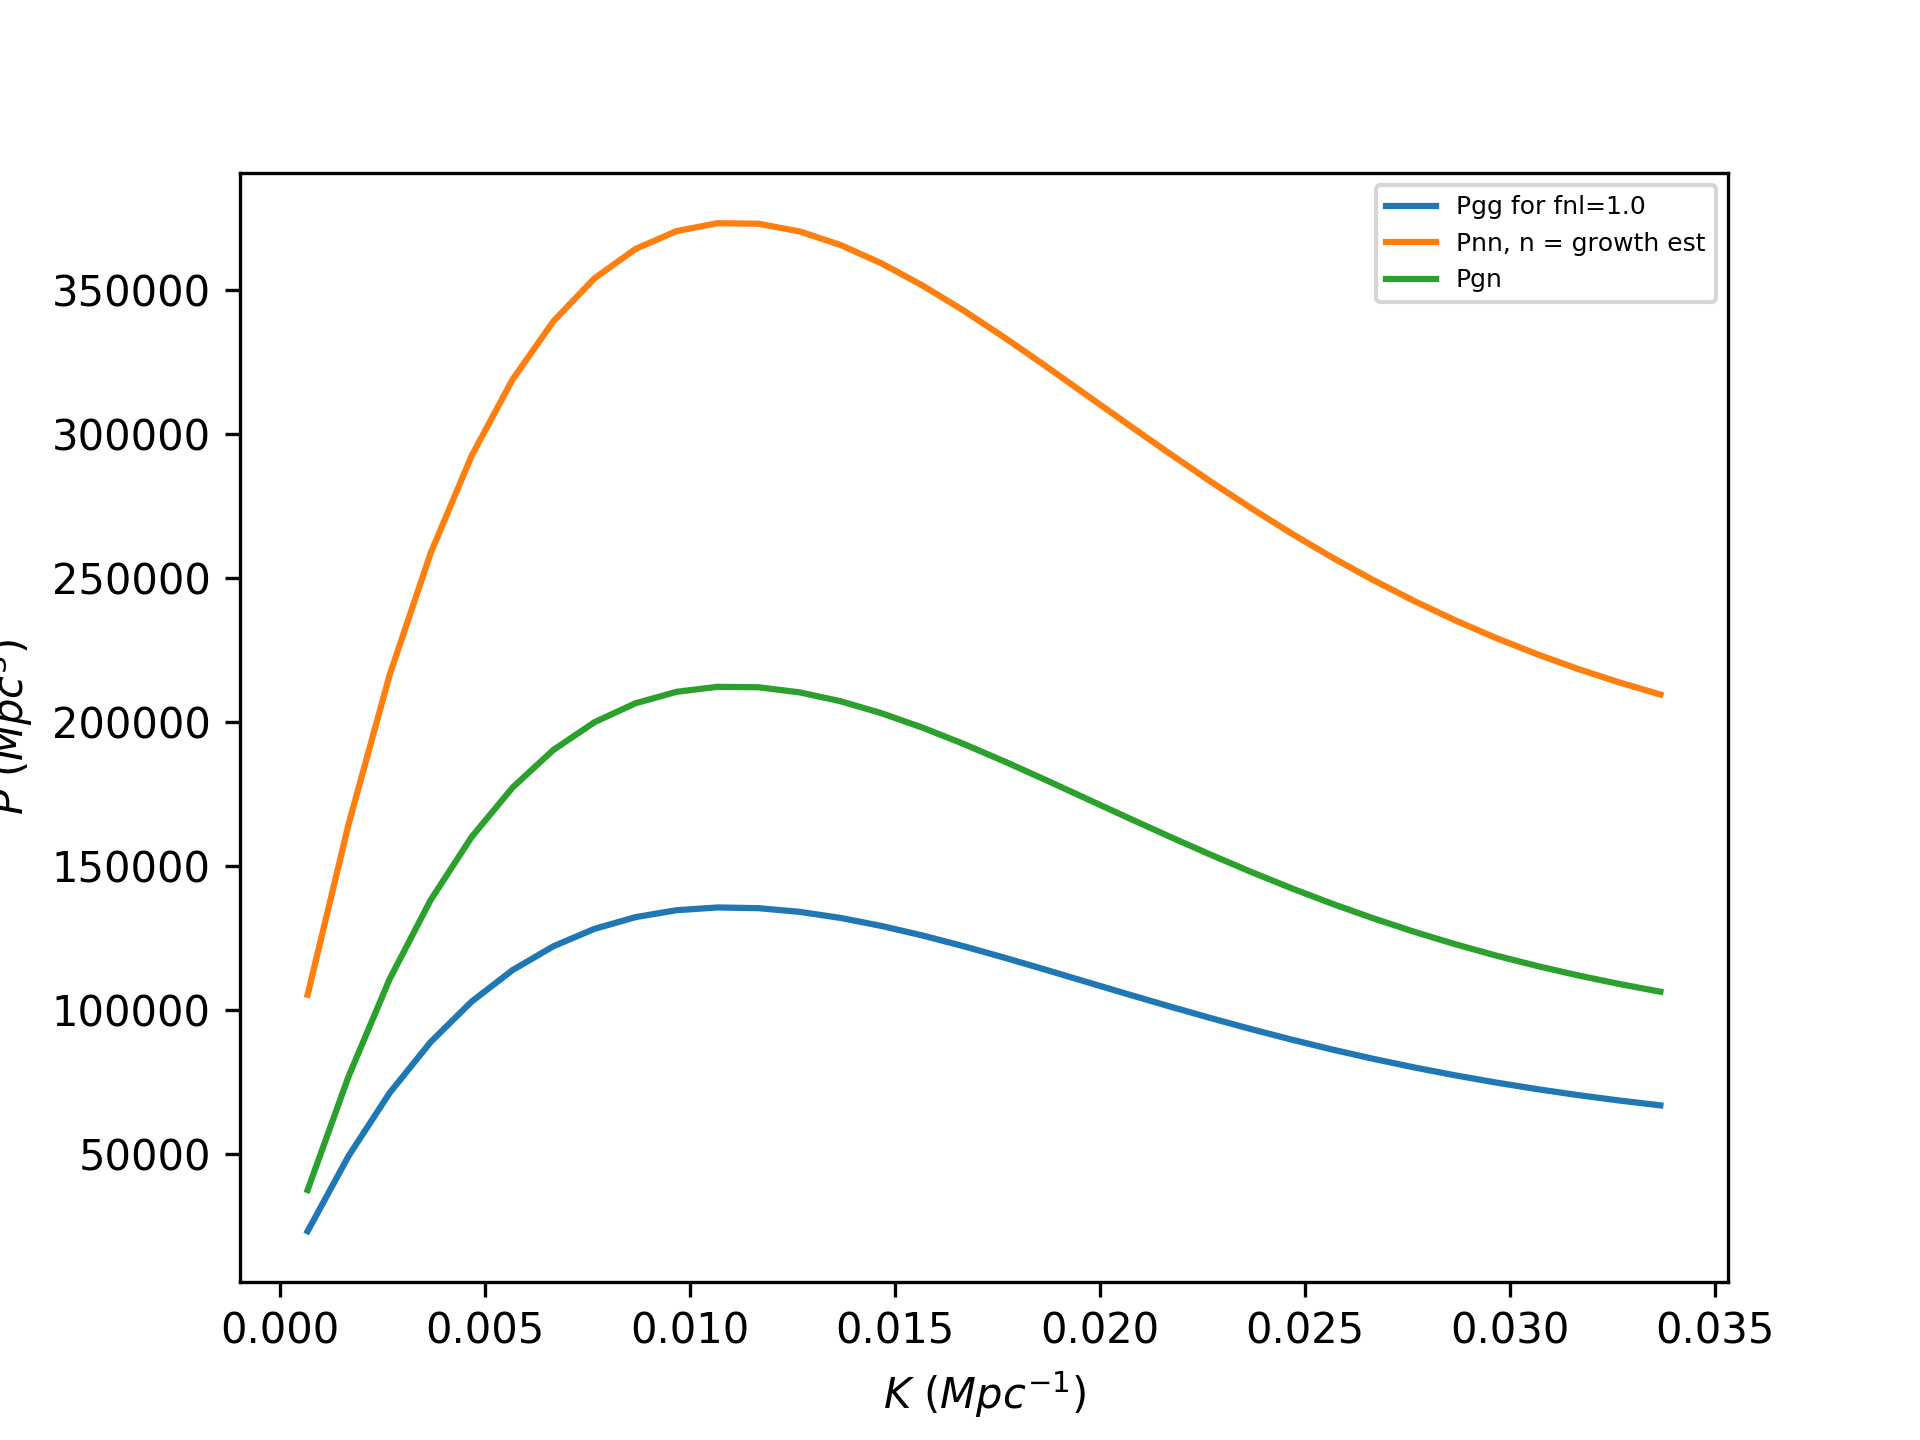 Pgg for fnl=1.0
Pnn, n = growth est
Pgn
350000
300000
250000
200000
150000
100000
50000
P (Mpc³)
0.000 0.005 0.010 0.015 0.020 0.025 0.030 0.035
K (Mpc⁻¹)